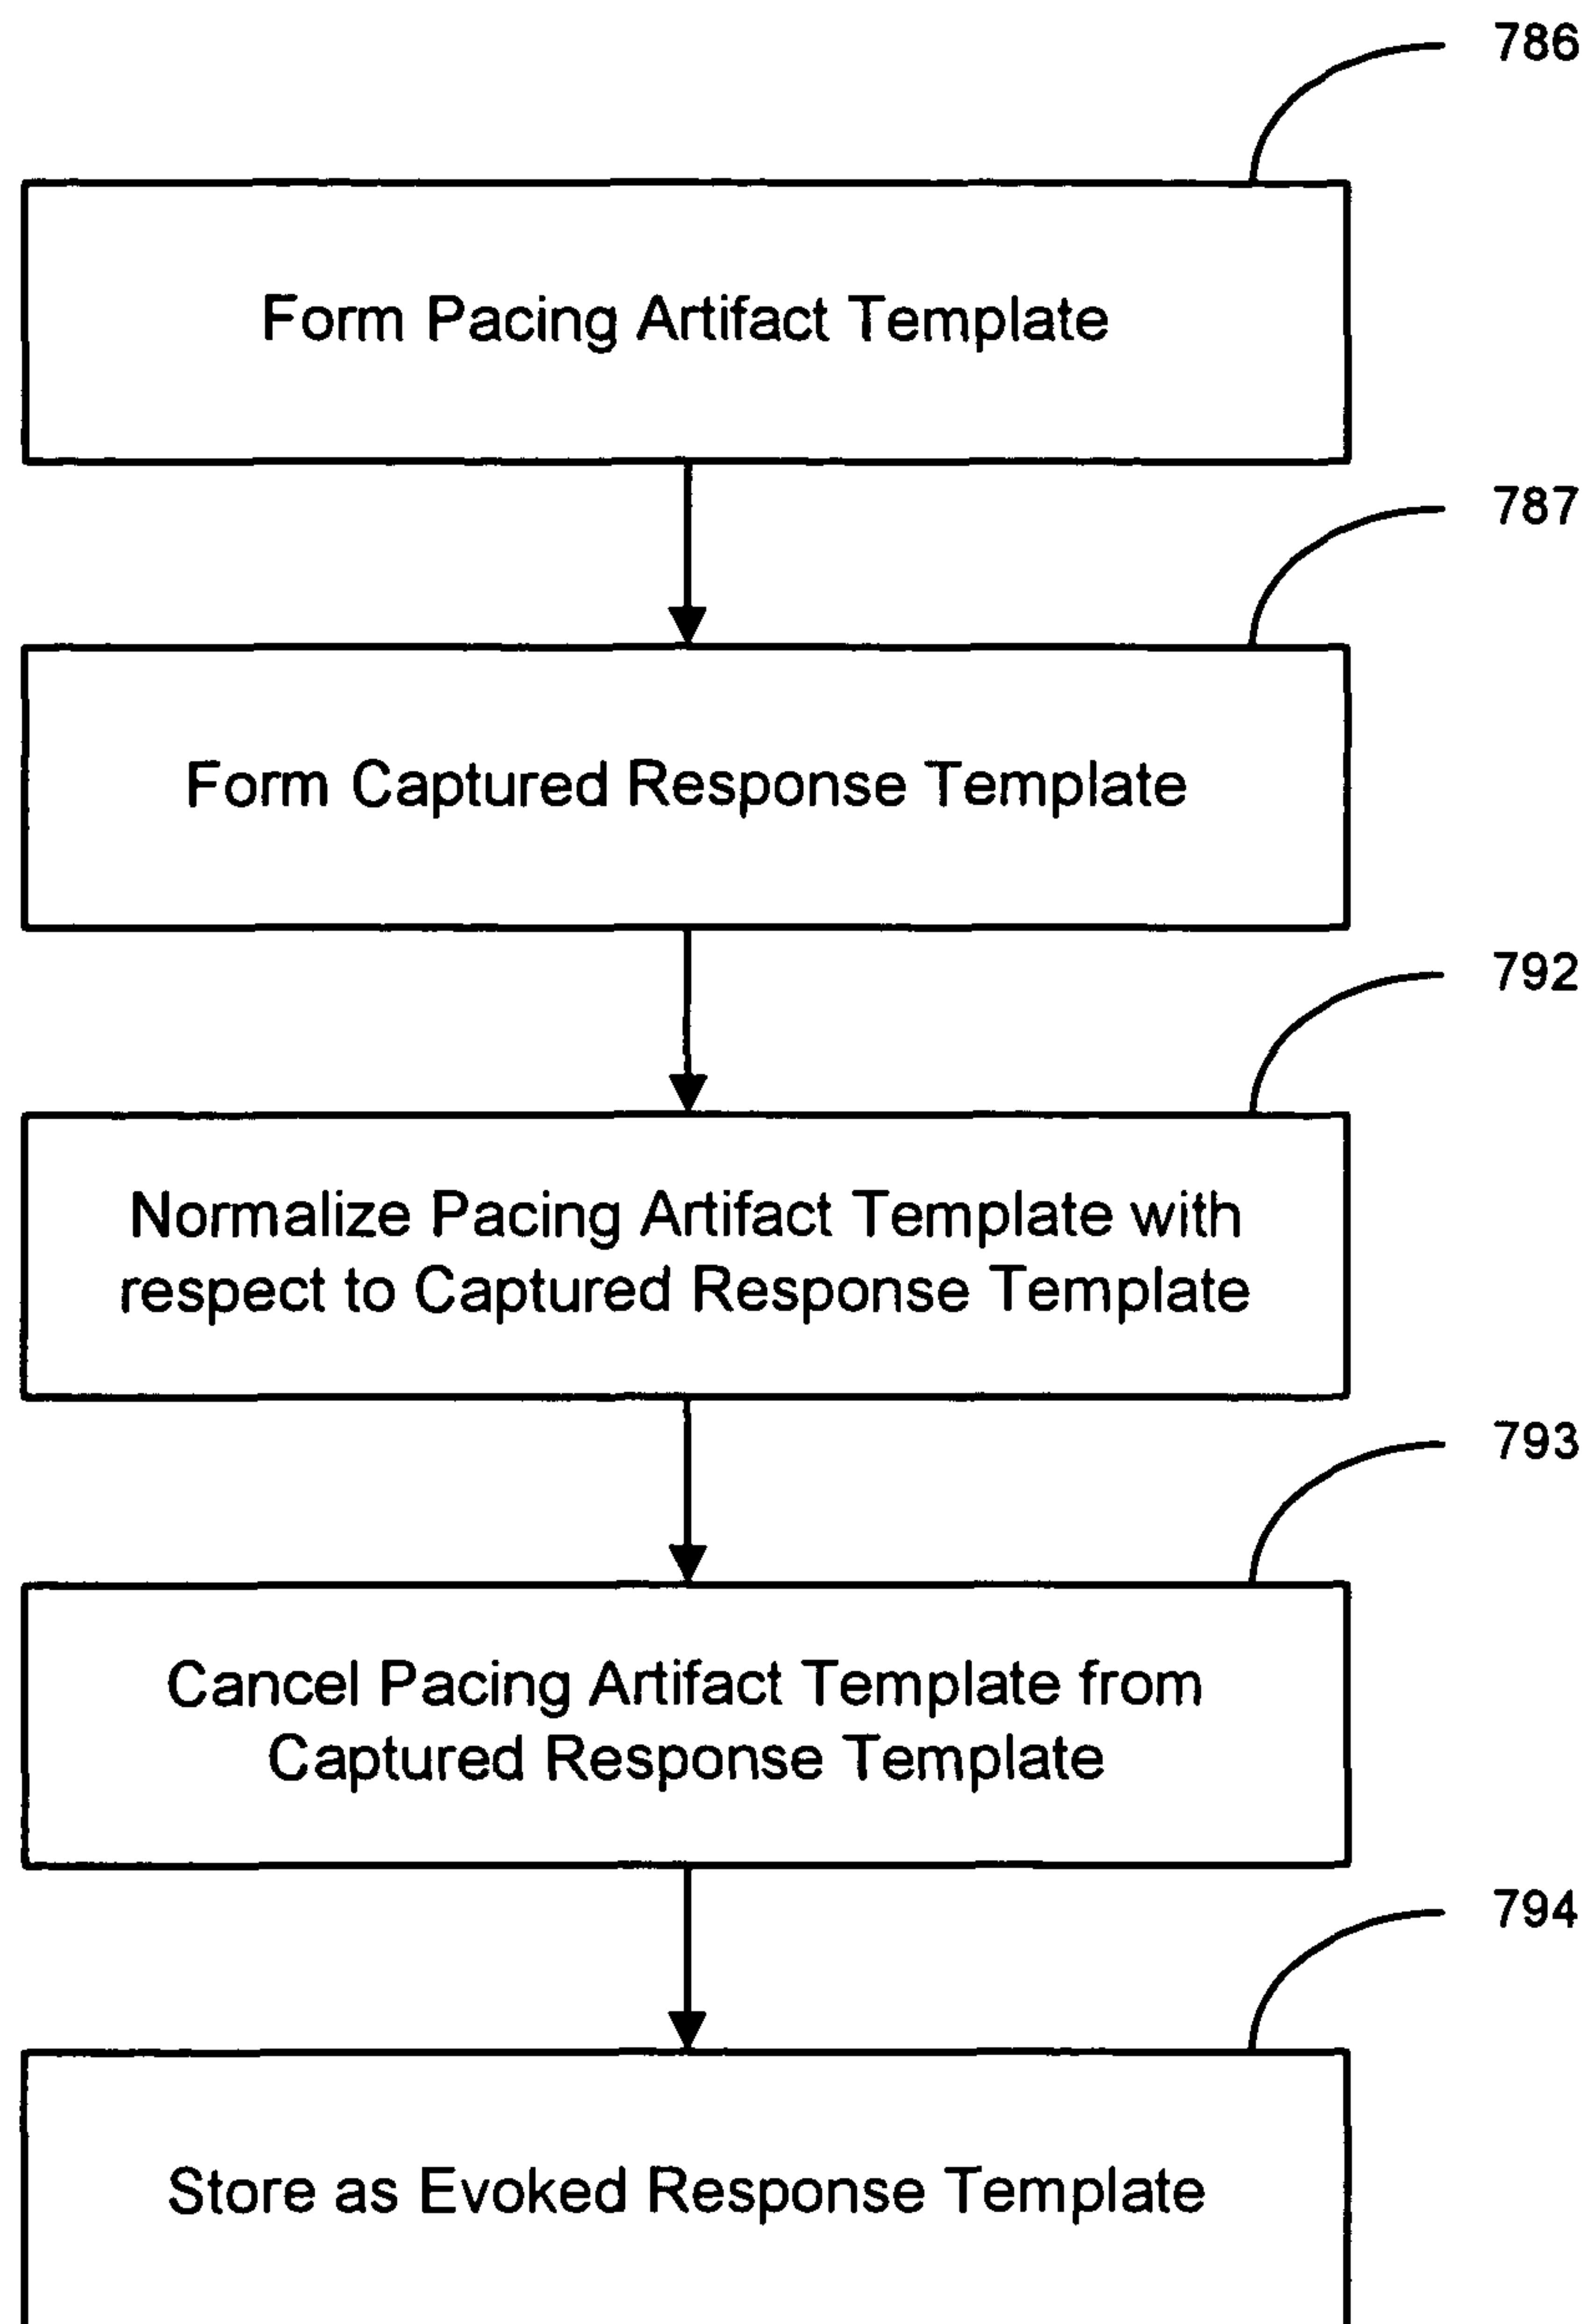 786
Form Pacing Artifact Template
787
Form Captured Response Template
792
Normalize Pacing Artifact Template with
respect to Captured Response Template
793
Cancel Pacing Artifact Template from
Captured Response Template
794
Store as Evoked Response Template